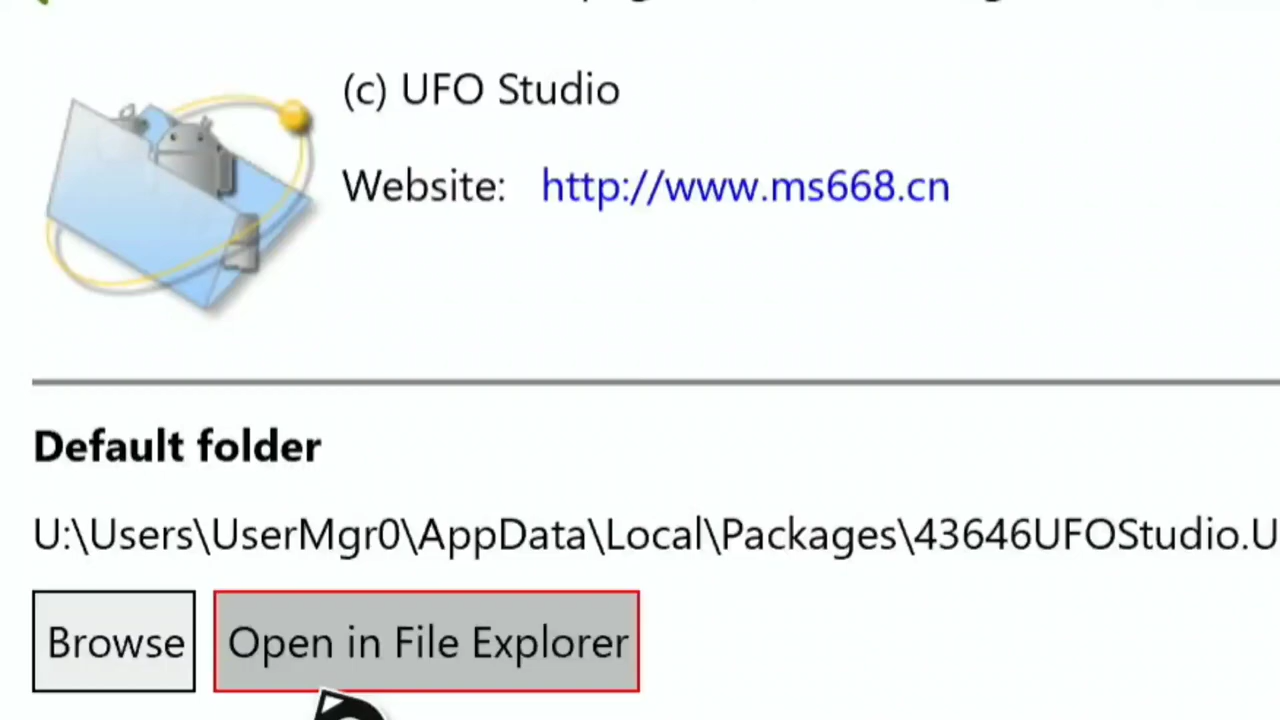 (c) UFO Studio
Website: http://www.ms668.cn
Default folder
U:\Users\UserMgr0\AppData\Local\Packages\43646UFOStudio.U
Browse Open in File Explorer